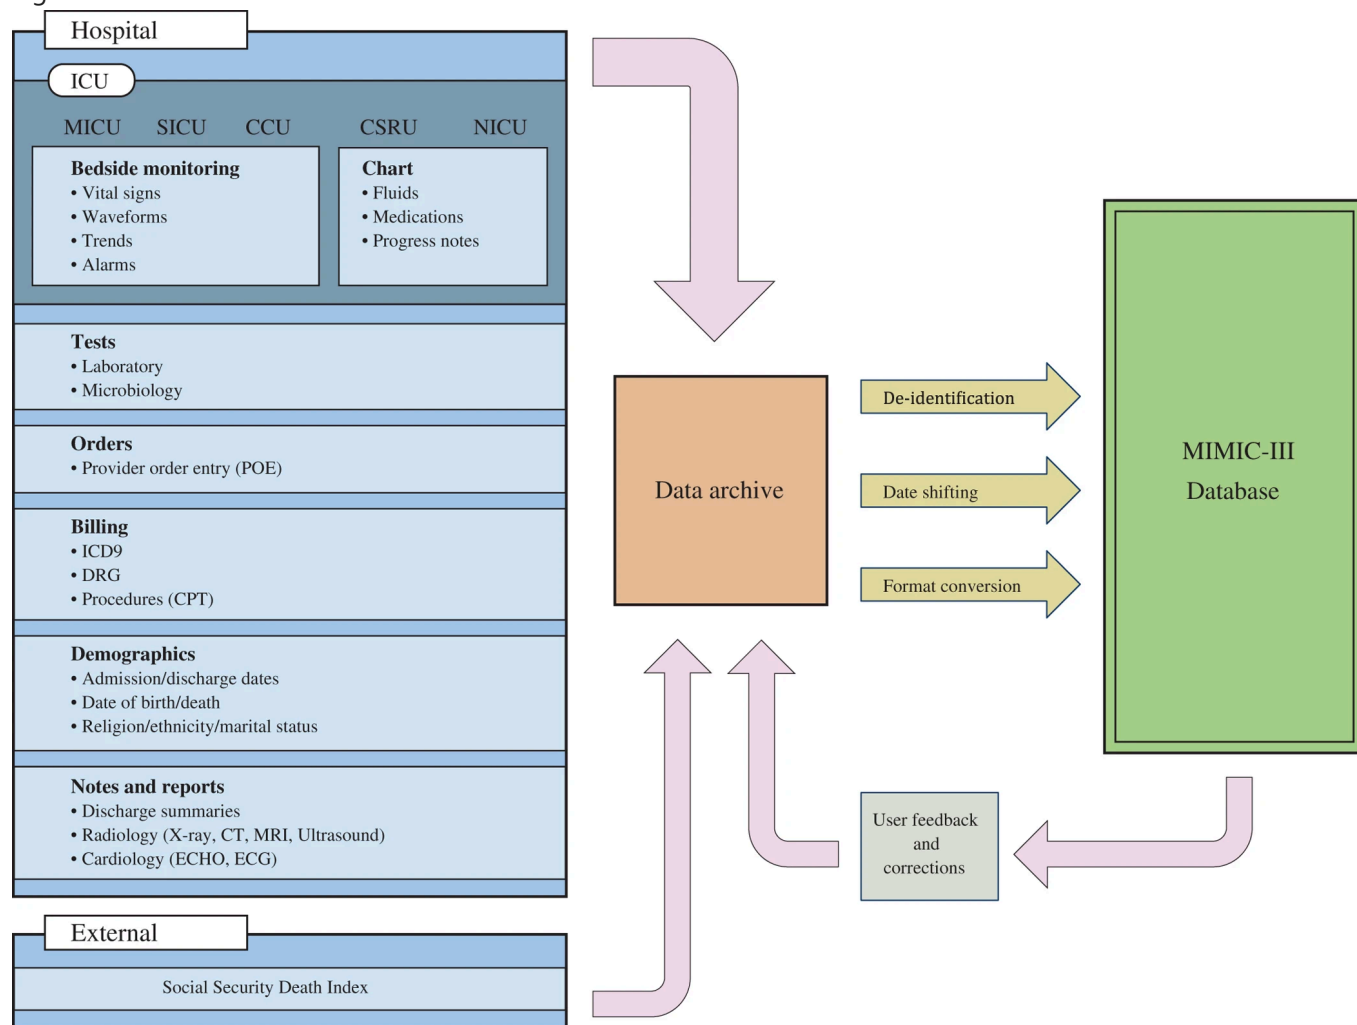 Hospital
ICU
MICU SICU CCU CSRU NICU
Bedside monitoring
• Vital signs
• Waveforms
• Trends
• Alarms
Chart
• Fluids
• Medications
• Progress notes
Tests
• Laboratory
• Microbiology
Orders
• Provider order entry (POE)
Billing
• ICD9
• DRG
• Procedures (CPT)
Demographics
• Admission/discharge dates
• Date of birth/death
• Religion/ethnicity/marital status
Notes and reports
• Discharge summaries
• Radiology (X-ray, CT, MRI, Ultrasound)
• Cardiology (ECHO, ECG)
External
Social Security Death Index
Data archive
De-identification
Date shifting
Format conversion
MIMIC-III
Database
User feedback
and
corrections